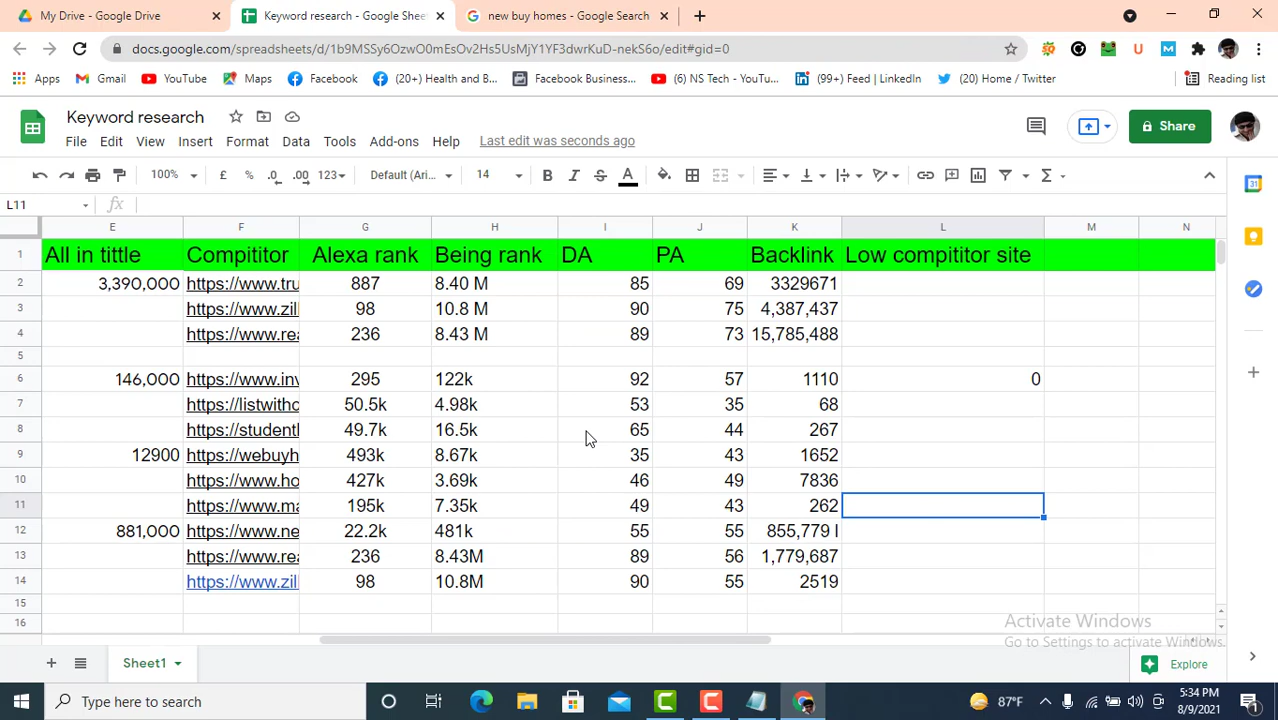 My Drive - Google Drive
Keyword research - Google Shee
new buy homes - Google Search
docs.google.com/spreadsheets/d/1b9MSSy6OzwO0mEsOv2Hs5UsMjY1YF3dwrKuD-nekS6o/edit#gid=0
Apps
Gmail
YouTube
Maps
Facebook
(20+) Health and B...
Facebook Business...
(6) NS Tech - YouTu...
(99+) Feed | LinkedIn
(20) Home / Twitter
Reading list
Keyword research
File Edit View Insert Format Data Tools Add-ons Help Last edit was seconds ago
Share
100% £ % .0 .00 123 Default (Ari... 14 B I S A
L11 fx
E F G H I J K L M N
1 All in tittle Compititor Alexa rank Being rank DA PA Backlink Low compititor site
2 3,390,000 https://www.tru 887 8.40 M 85 69 3329671
3 https://www.zil 98 10.8 M 90 75 4,387,437
4 https://www.rea 236 8.43 M 89 73 15,785,488
5
6 146,000 https://www.inv 295 122k 92 57 1110 0
7 https://listwitho 50.5k 4.98k 53 35 68
8 https://studentl 49.7k 16.5k 65 44 267
9 12900 https://webuyh 493k 8.67k 35 43 1652
10 https://www.ho 427k 3.69k 46 49 7836
11 https://www.ma 195k 7.35k 49 43 262
12 881,000 https://www.ne 22.2k 481k 55 55 855,779 l
13 https://www.rea 236 8.43M 89 56 1,779,687
14 https://www.zil 98 10.8M 90 55 2519
15
16
Activate Windows
Go to Settings to activate Windows.
Sheet1
Explore
Type here to search
87°F
5:34 PM
8/9/2021